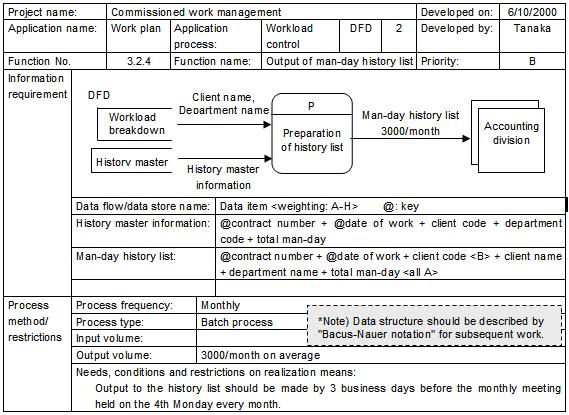 Project name: Commissioned work management Developed on: 6/10/2000
Application name: Work plan Application process: Workload control DFD 2 Developed by: Tanaka
Function No. 3.2.4 Function name: Output of man-day history list Priority: B
Information requirement
DFD
Workload breakdown
History master
Client name,
Department name
History master
information
P
Preparation
of history list
Man-day history list
3000/month
Accounting
division
Data flow/data store name: Data item <weighting: A-H> @: key
History master information: @contract number + @date of work + client code + department
code + total man-day
Man-day history list: @contract number + @date of work + client code <B> + client name
+ department name + total man-day <all A>
Process method/ restrictions
Process frequency: Monthly
Process type: Batch process
Input volume:
Output volume: 3000/month on average
*Note) Data structure should be described by
"Bacus-Nauer notation" for subsequent work.
Needs, conditions and restrictions on realization means:
Output to the history list should be made by 3 business days before the monthly meeting
held on the 4th Monday every month.